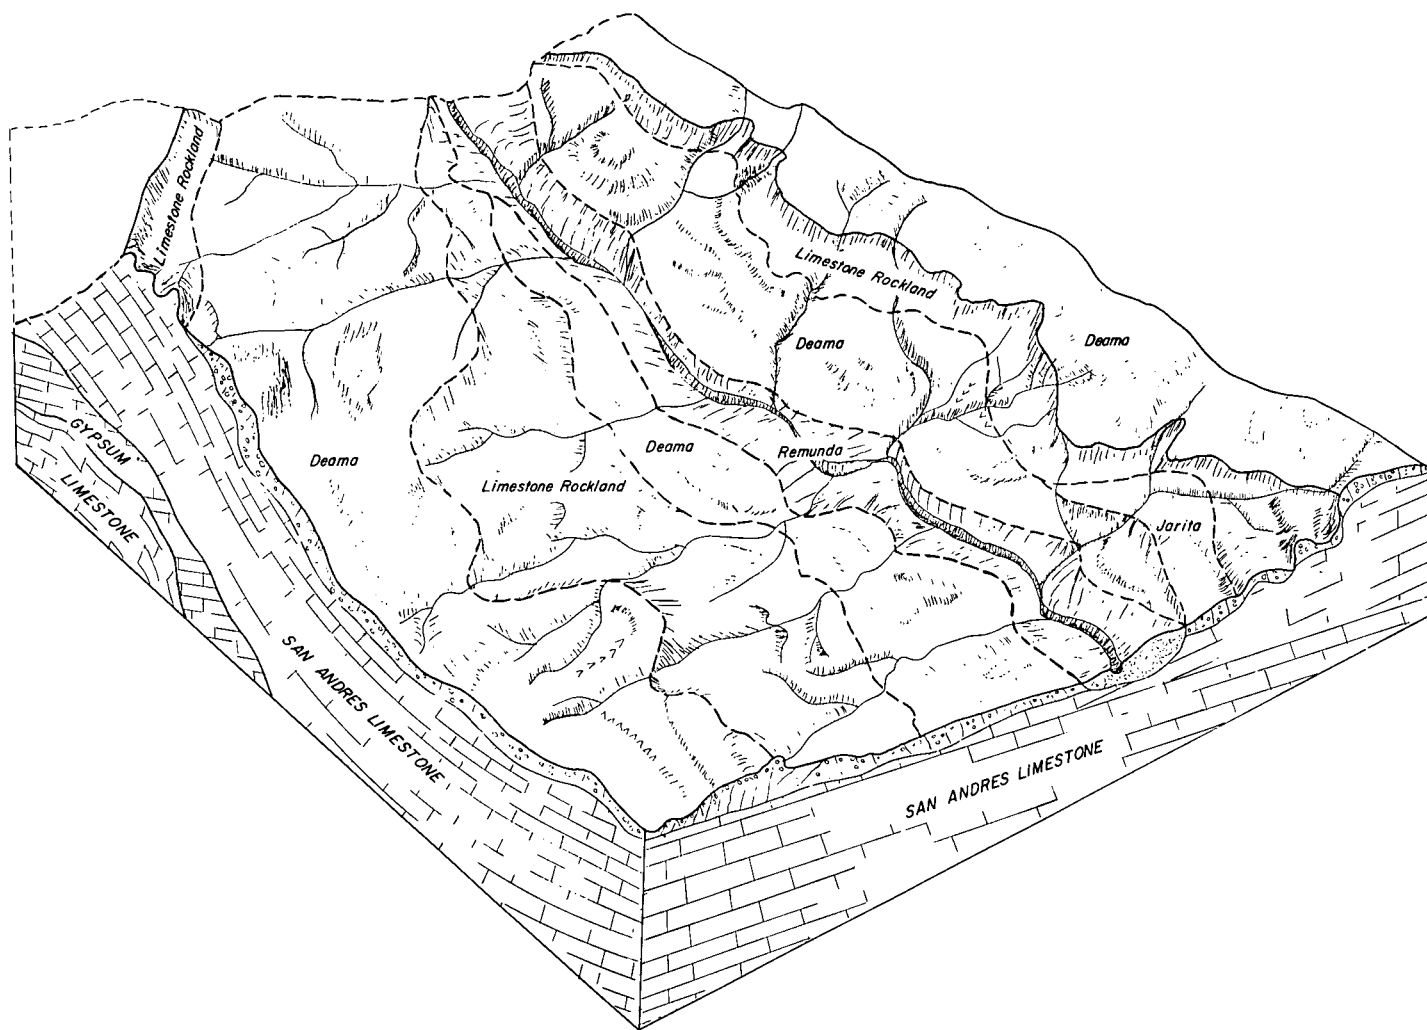 Limestone Rockland
Limestone Rockland
Deama
Deama
Deama
Deama
Remunda
Limestone Rockland
Jarita
GYPSUM
LIMESTONE
SAN ANDRES LIMESTONE
SAN ANDRES LIMESTONE